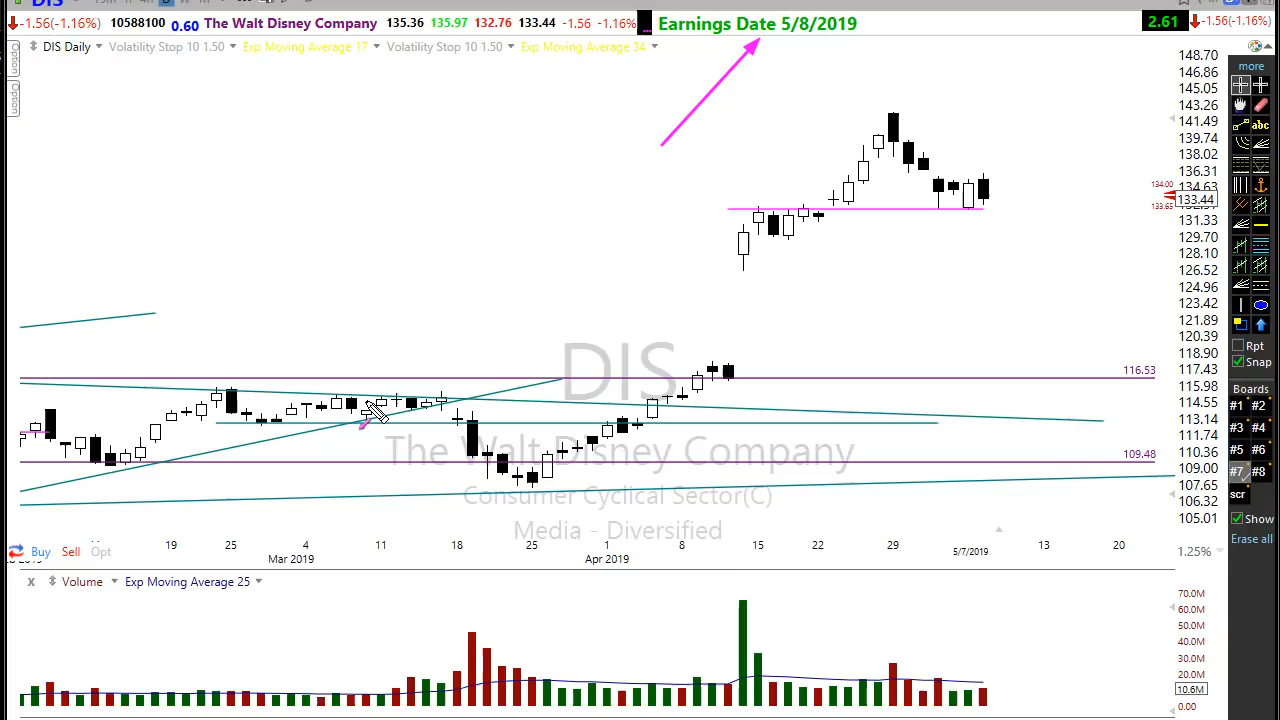 DIS
10588100 0.60 The Walt Disney Company 135.36 135.97 132.76 133.44 -1.56 -1.16%
-1.56(-1.16%)
Earnings Date 5/8/2019
2.61 -1.56(-1.16%)
DIS Daily Volatility Stop 10 1.50 Exp Moving Average 17 Volatility Stop 10 1.50 Exp Moving Average 34
Option
Option
148.70
146.86
145.05
143.26
141.49
139.74
138.02
136.31
134.63
134.00
133.44
133.65
131.33
129.70
128.10
126.52
124.96
123.42
121.89
120.39
118.90
117.43
115.98
114.55
113.14
111.74
110.36
109.00
107.65
106.32
105.01
116.53
109.48
DIS
The Walt Disney Company
Consumer Cyclical Sector(C)
Media - Diversified
more
abc
Rpt
Snap
Boards
#1 #2
#3 #4
#5 #6
#7 #8
scr
Show
Erase all
19 25 4 11 18 25 1 8 15 22 29 5/7/2019 13 20
Mar 2019 Apr 2019
Buy Sell Opt
1.25%
X Volume Exp Moving Average 25
70.0M
60.0M
50.0M
40.0M
30.0M
20.0M
10.6M
0.00